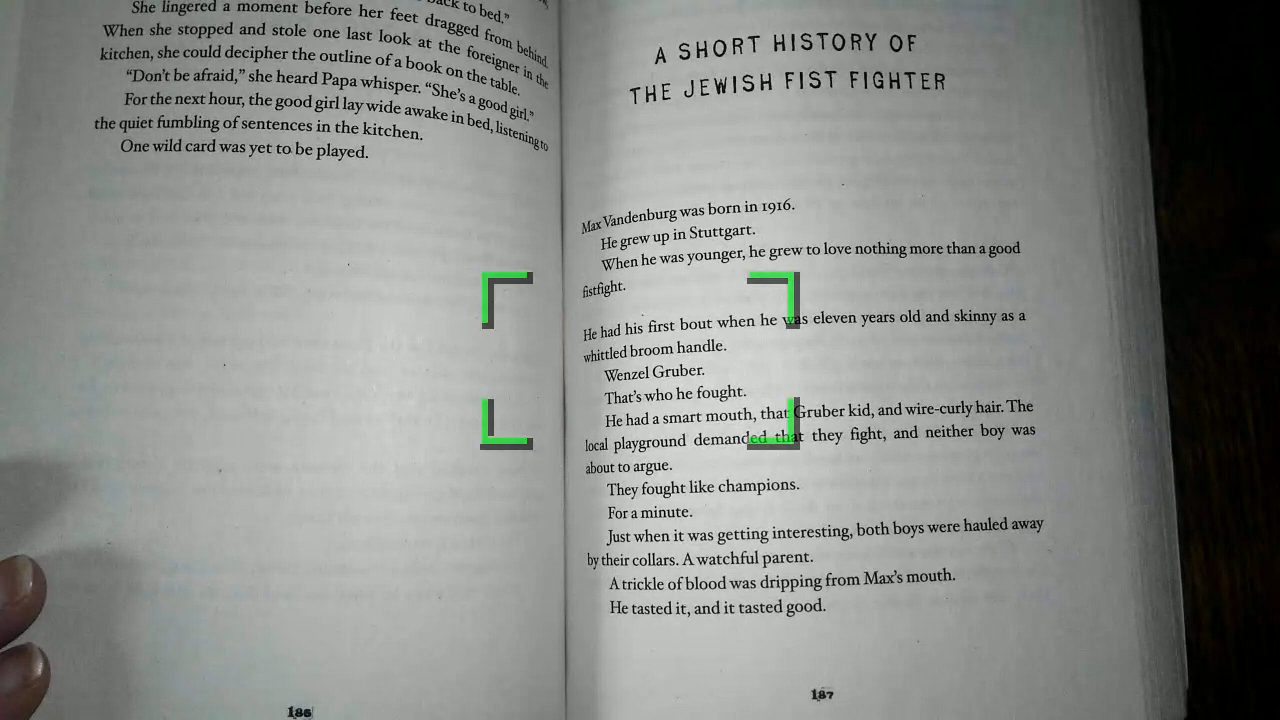 back to bed.”
She lingered a moment before her feet dragged from behind.
When she stopped and stole one last look at the foreigner in the
kitchen, she could decipher the outline of a book on the table.
“Don’t be afraid,” she heard Papa whisper. “She’s a good girl.”
For the next hour, the good girl lay wide awake in bed, listening to
the quiet fumbling of sentences in the kitchen.
One wild card was yet to be played.
186
A SHORT HISTORY OF
THE JEWISH FIST FIGHTER
Max Vandenburg was born in 1916.
He grew up in Stuttgart.
When he was younger, he grew to love nothing more than a good
fistfight.
He had his first bout when he was eleven years old and skinny as a
whittled broom handle.
Wenzel Gruber.
That’s who he fought.
He had a smart mouth, that Gruber kid, and wire-curly hair. The
local playground demanded that they fight, and neither boy was
about to argue.
They fought like champions.
For a minute.
Just when it was getting interesting, both boys were hauled away
by their collars. A watchful parent.
A trickle of blood was dripping from Max’s mouth.
He tasted it, and it tasted good.
187